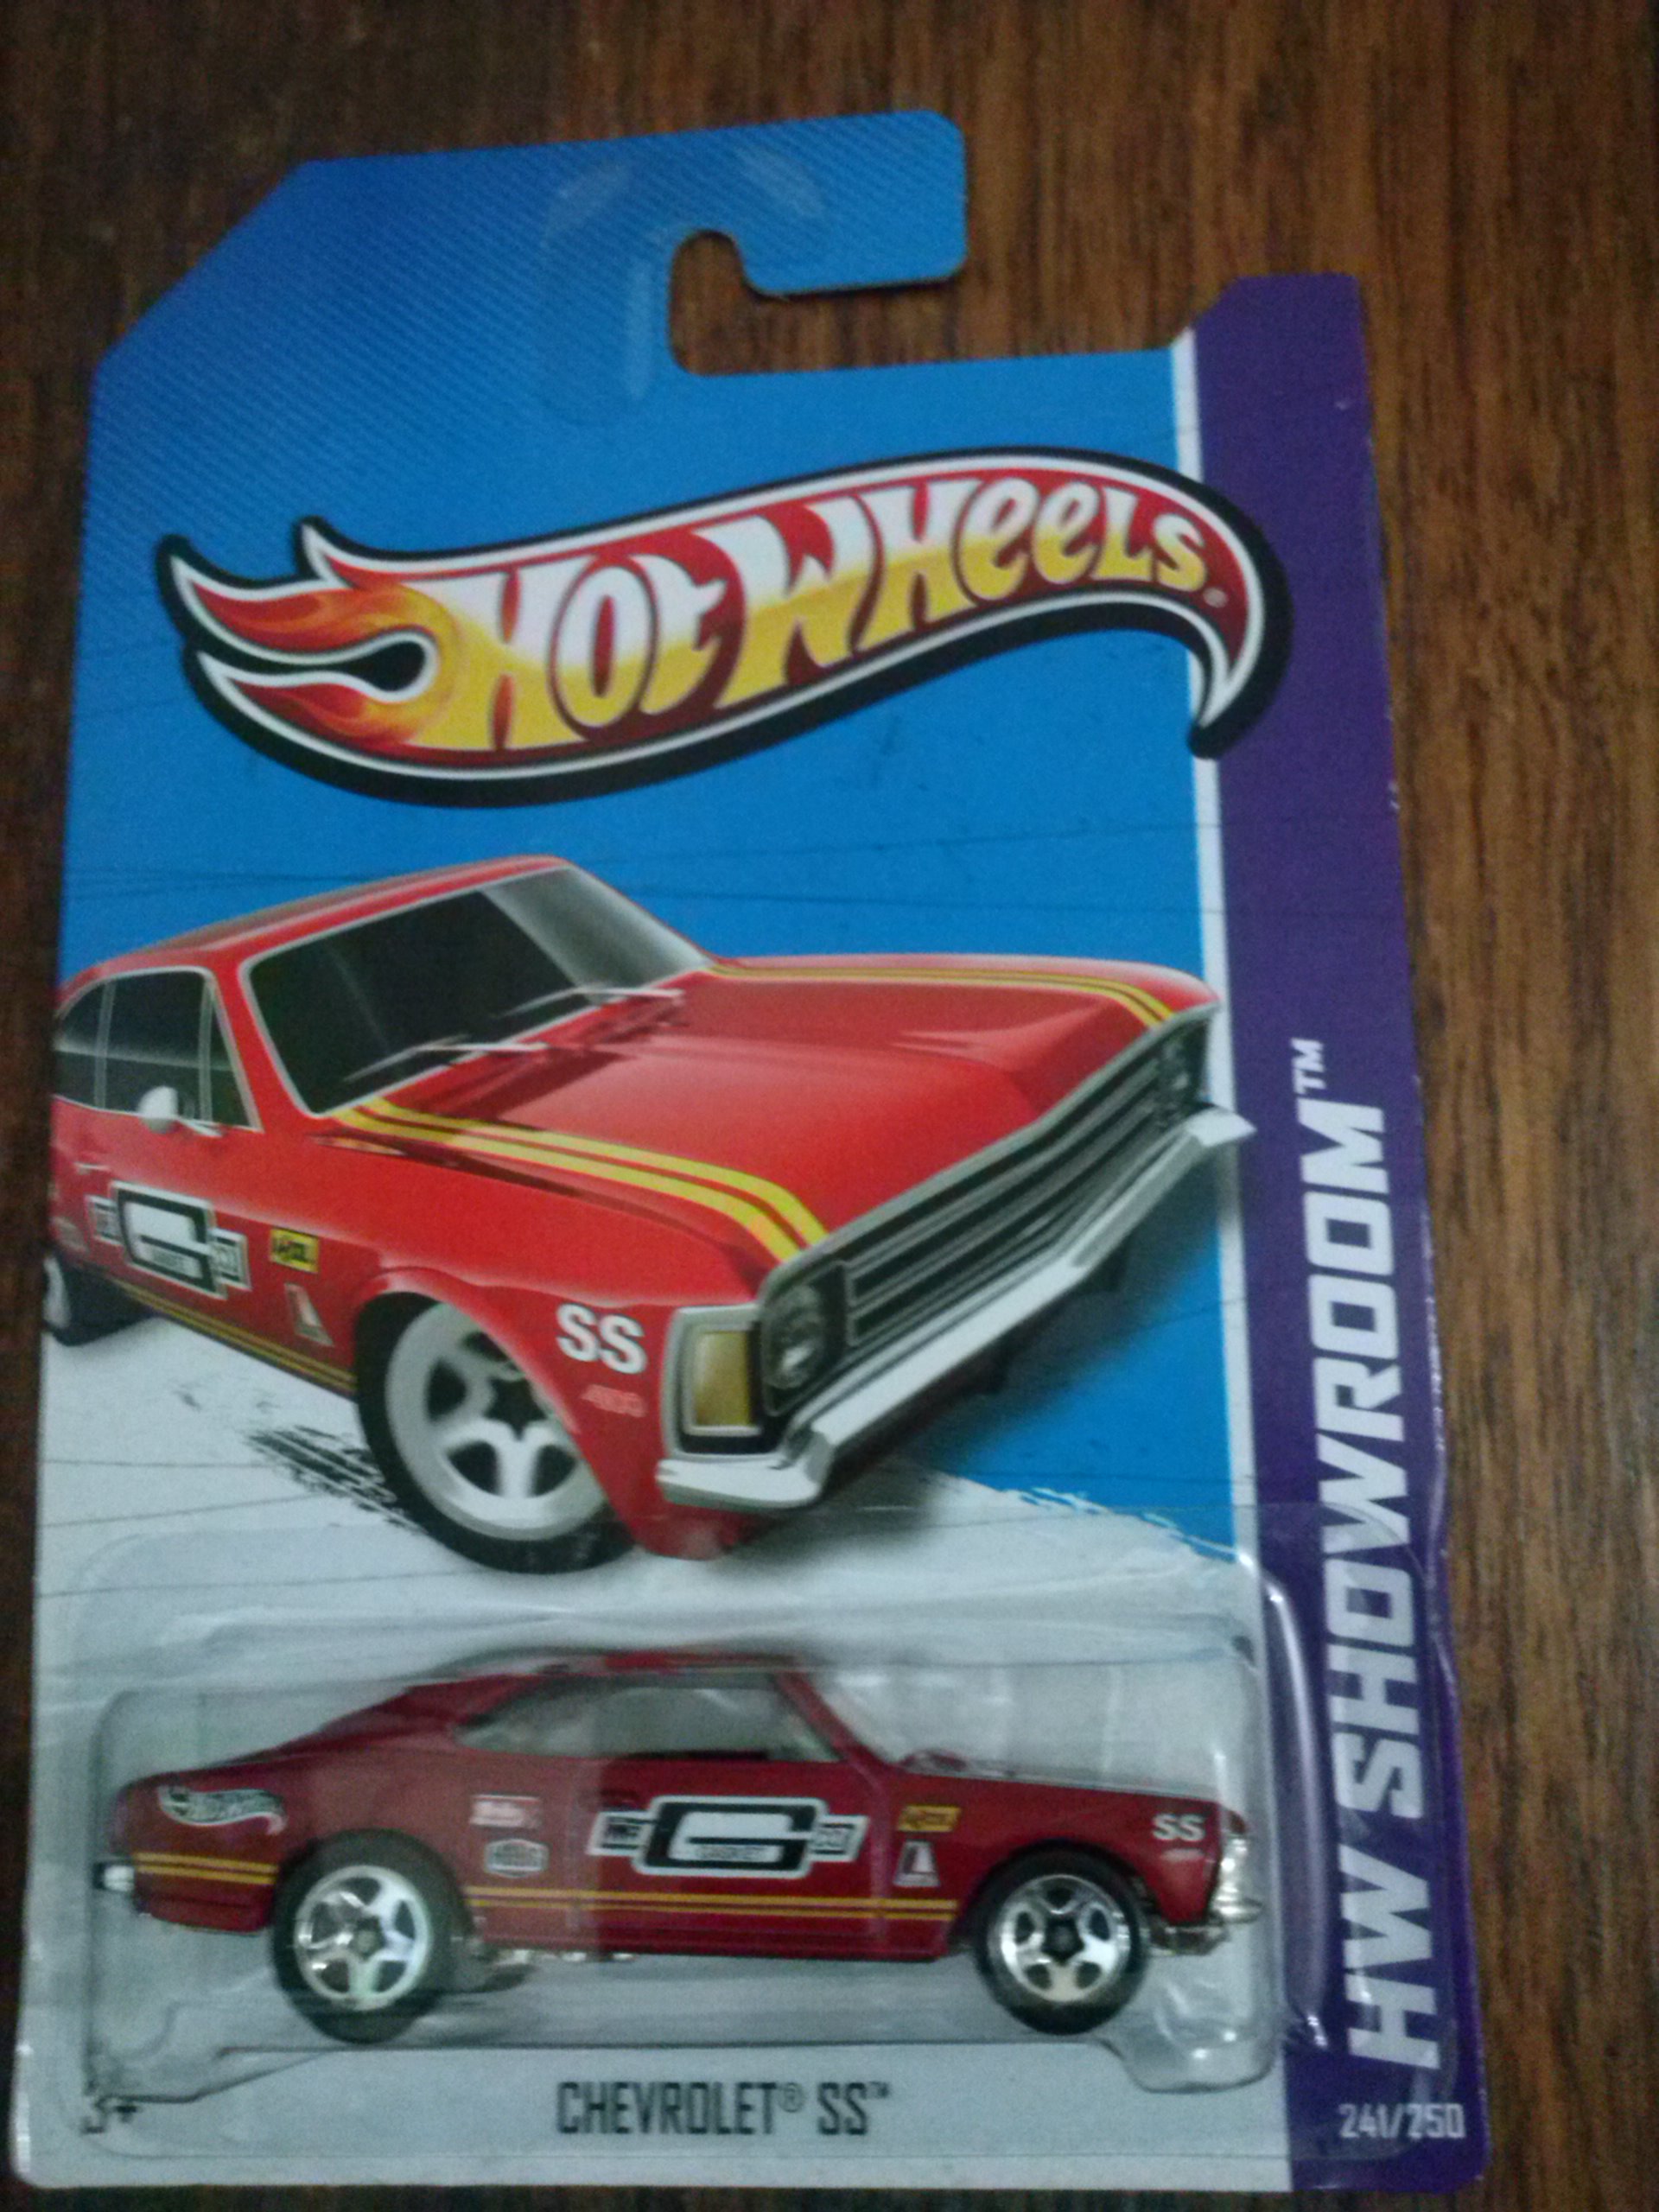 HOT WHEELS®
HW SHOWROOM™
SS
G
SS
G
CHEVROLET® SS™
3+
241/250